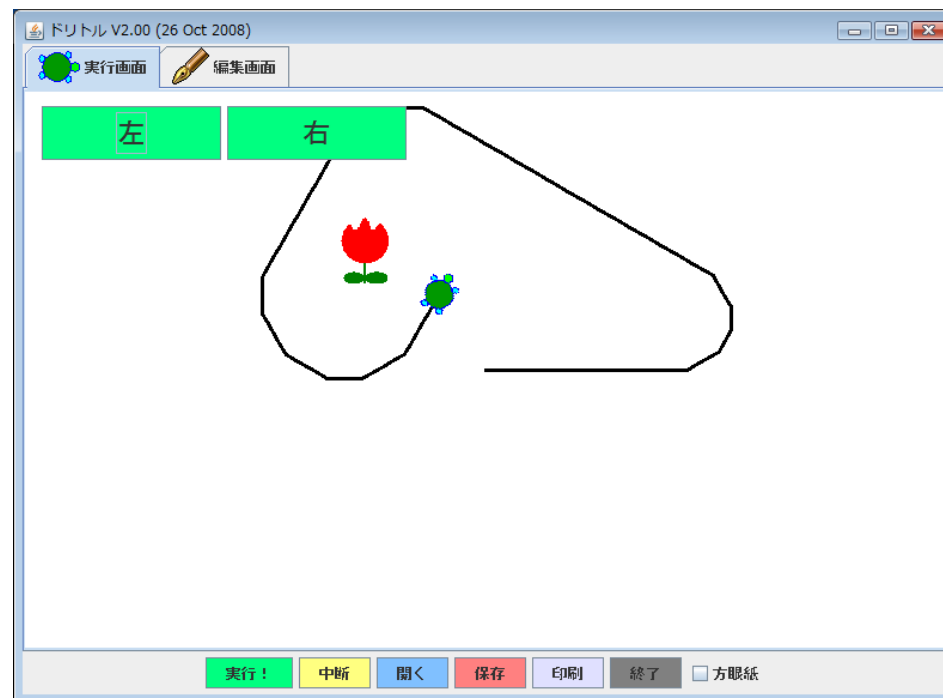 ドリトル V2.00 (26 Oct 2008)
実行画面 編集画面
左 右
実行！ 中断 開く 保存 印刷 終了 方眼紙